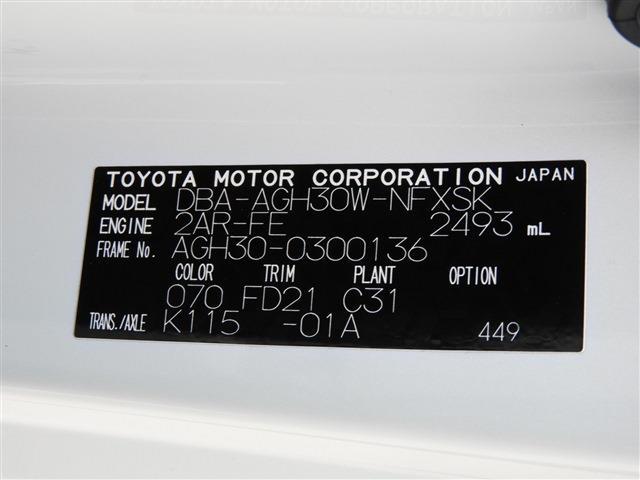 TOYOTA MOTOR CORPORATION JAPAN
MODEL DBA-AGH30W-NFXSK
ENGINE 2AR-FE 2493 mL
FRAME No. AGH30-0300136
COLOR TRIM PLANT OPTION
070 FD21 C31
TRANS./AXLE K115 -01A 449